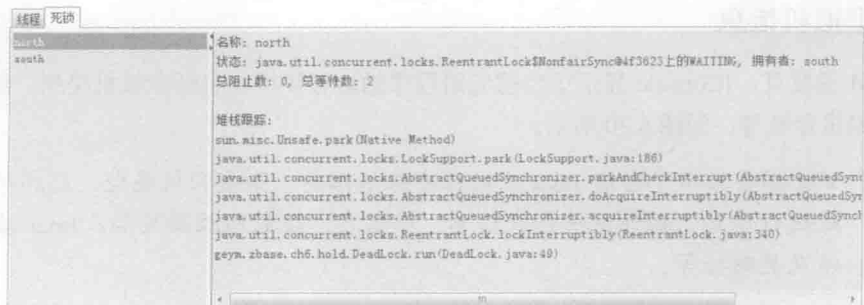 线程 死锁
north
south
名称: north
状态: java.util.concurrent.locks.ReentrantLock$NonfairSync@4f3623上的WAITING, 拥有者: south
总阻止数: 0, 总等待数: 2
堆栈跟踪:
sun.misc.Unsafe.park(Native Method)
java.util.concurrent.locks.LockSupport.park(LockSupport.java:186)
java.util.concurrent.locks.AbstractQueuedSynchronizer.parkAndCheckInterrupt(AbstractQueuedSync
java.util.concurrent.locks.AbstractQueuedSynchronizer.doAcquireInterruptibly(AbstractQueuedSyn
java.util.concurrent.locks.AbstractQueuedSynchronizer.acquireInterruptibly(AbstractQueuedSynch
java.util.concurrent.locks.ReentrantLock.lockInterruptibly(ReentrantLock.java:340)
geym.zbase.ch6.hold.DeadLock.run(DeadLock.java:49)